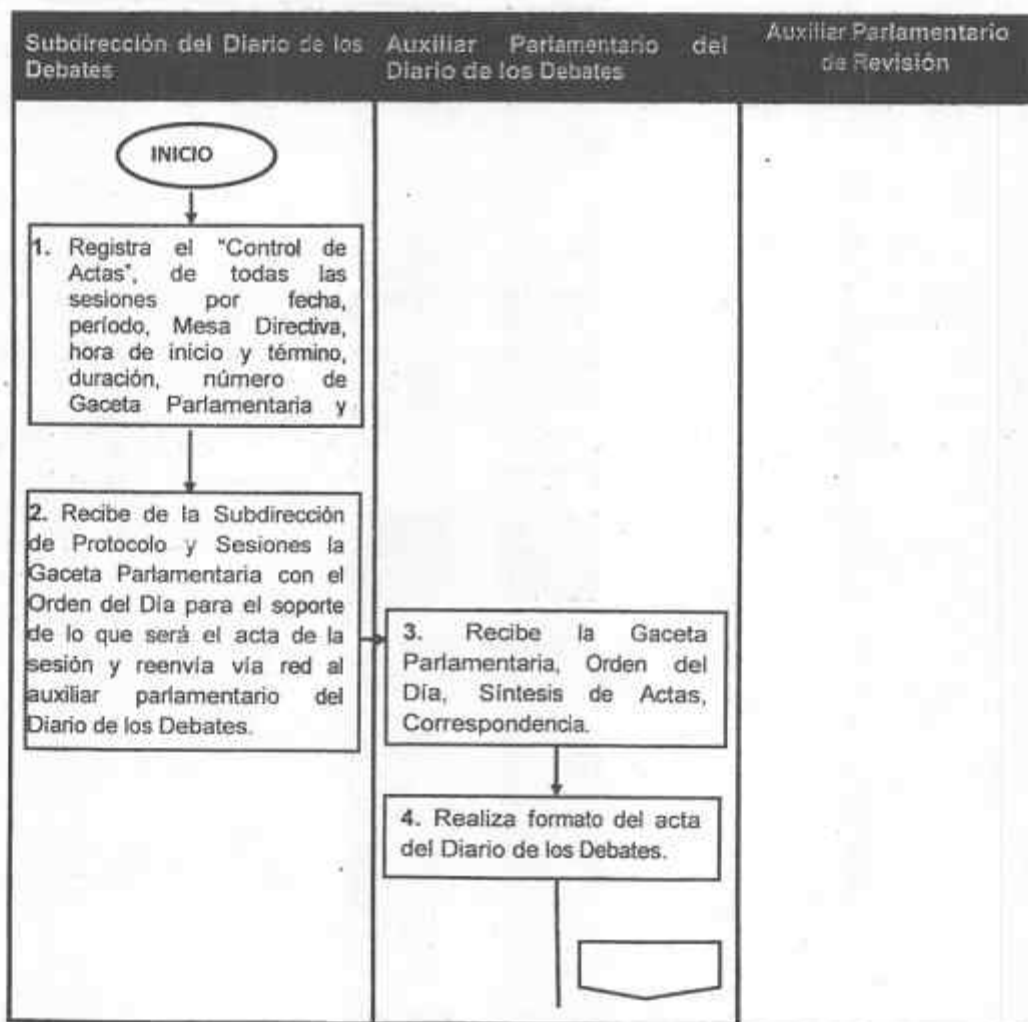 Subdirección del Diario de los
Debates
Auxiliar Parlamentario del
Diario de los Debates
Auxiliar Parlamentario
de Revisión
INICIO
1. Registra el "Control de
Actas", de todas las
sesiones por fecha,
período, Mesa Directiva,
hora de inicio y término,
duración, número de
Gaceta Parlamentaria y
2. Recibe de la Subdirección
de Protocolo y Sesiones la
Gaceta Parlamentaria con el
Orden del Día para el soporte
de lo que será el acta de la
sesión y reenvía vía red al
auxiliar parlamentario del
Diario de los Debates.
3. Recibe la Gaceta
Parlamentaria, Orden del
Día, Síntesis de Actas,
Correspondencia.
4. Realiza formato del acta
del Diario de los Debates.